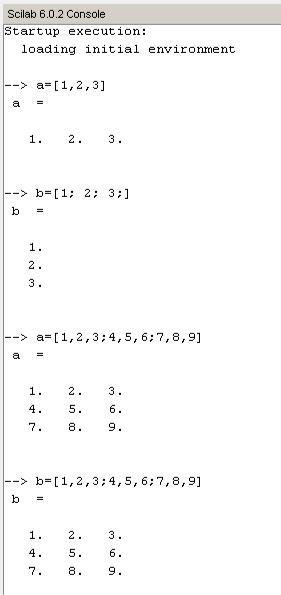 Scilab 6.0.2 Console
Startup execution:
  loading initial environment
--> a=[1,2,3]
 a  =
   1.   2.   3.
--> b=[1; 2; 3;]
 b  =
   1.
   2.
   3.
--> a=[1,2,3;4,5,6;7,8,9]
 a  =
   1.   2.   3.
   4.   5.   6.
   7.   8.   9.
--> b=[1,2,3;4,5,6;7,8,9]
 b  =
   1.   2.   3.
   4.   5.   6.
   7.   8.   9.